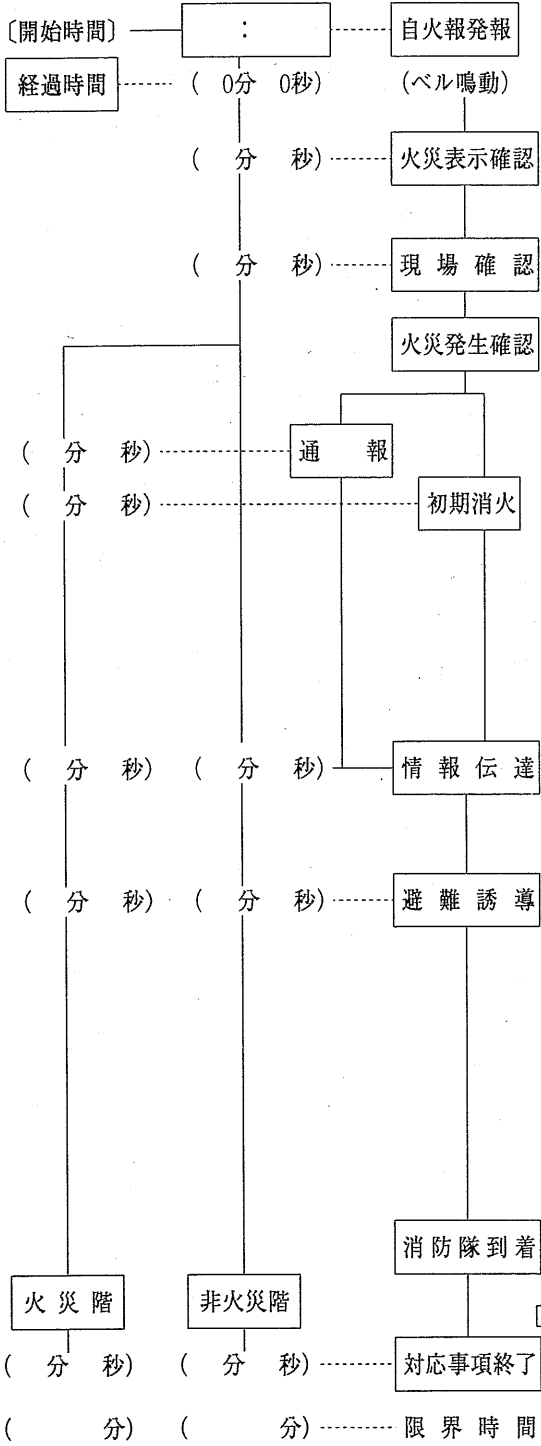 〔開始時間〕 : 自火報発報
経過時間 ( 0分 0秒) (ベル鳴動)
( 分 秒) 火災表示確認
( 分 秒) 現場確認
火災発生確認
( 分 秒) 通報
( 分 秒) 初期消火
( 分 秒) ( 分 秒) 情報伝達
( 分 秒) ( 分 秒) 避難誘導
消防隊到着
火災階 非火災階
( 分 秒) ( 分 秒) 対応事項終了
( 分) ( 分) 限界時間